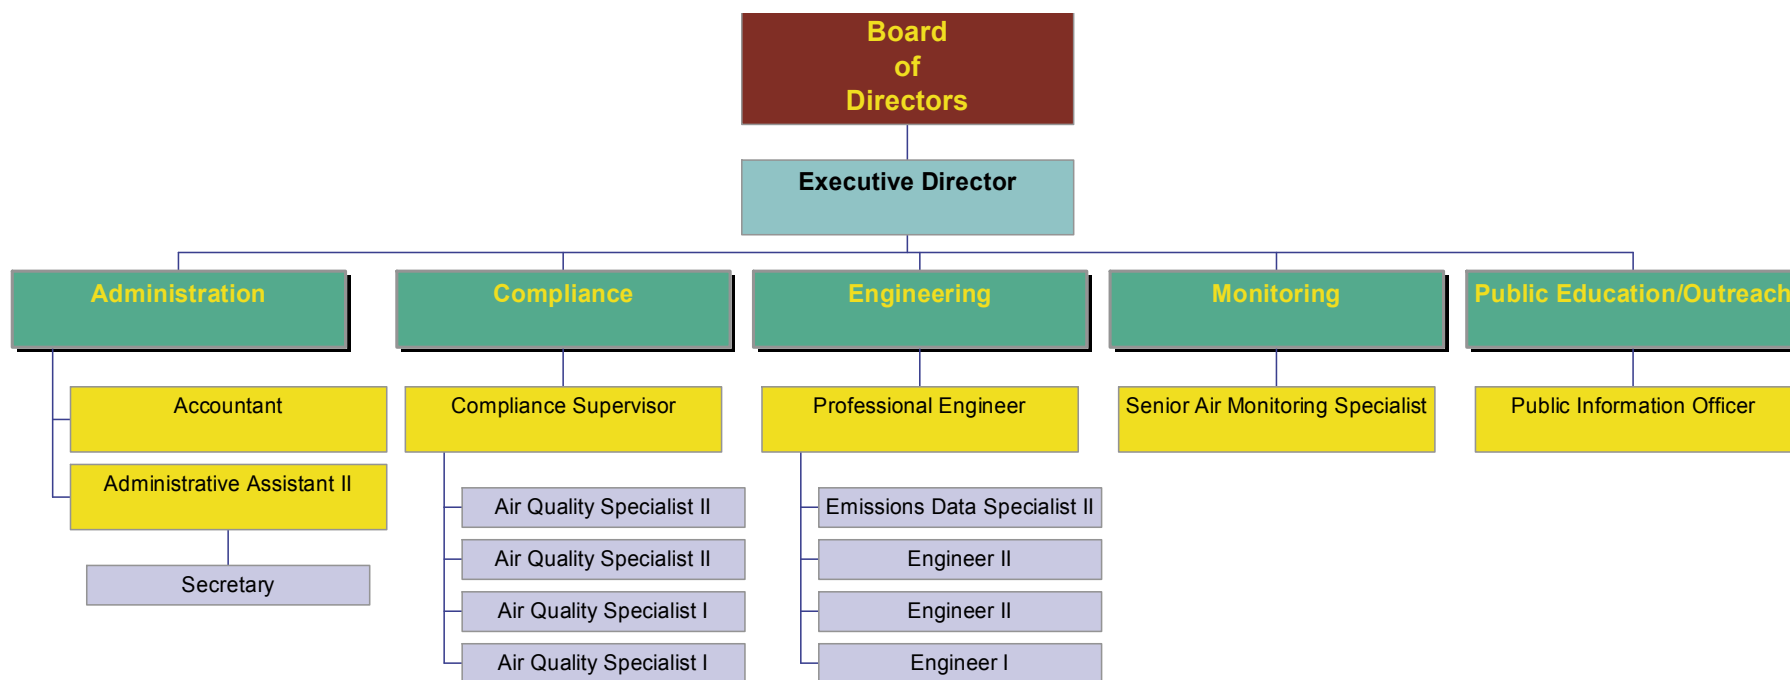 Board
of
Directors
Executive Director
Administration
Compliance
Engineering
Monitoring
Public Education/Outreach
Accountant
Compliance Supervisor
Professional Engineer
Senior Air Monitoring Specialist
Public Information Officer
Administrative Assistant II
Air Quality Specialist II
Emissions Data Specialist II
Air Quality Specialist II
Engineer II
Secretary
Air Quality Specialist I
Engineer II
Air Quality Specialist I
Engineer I